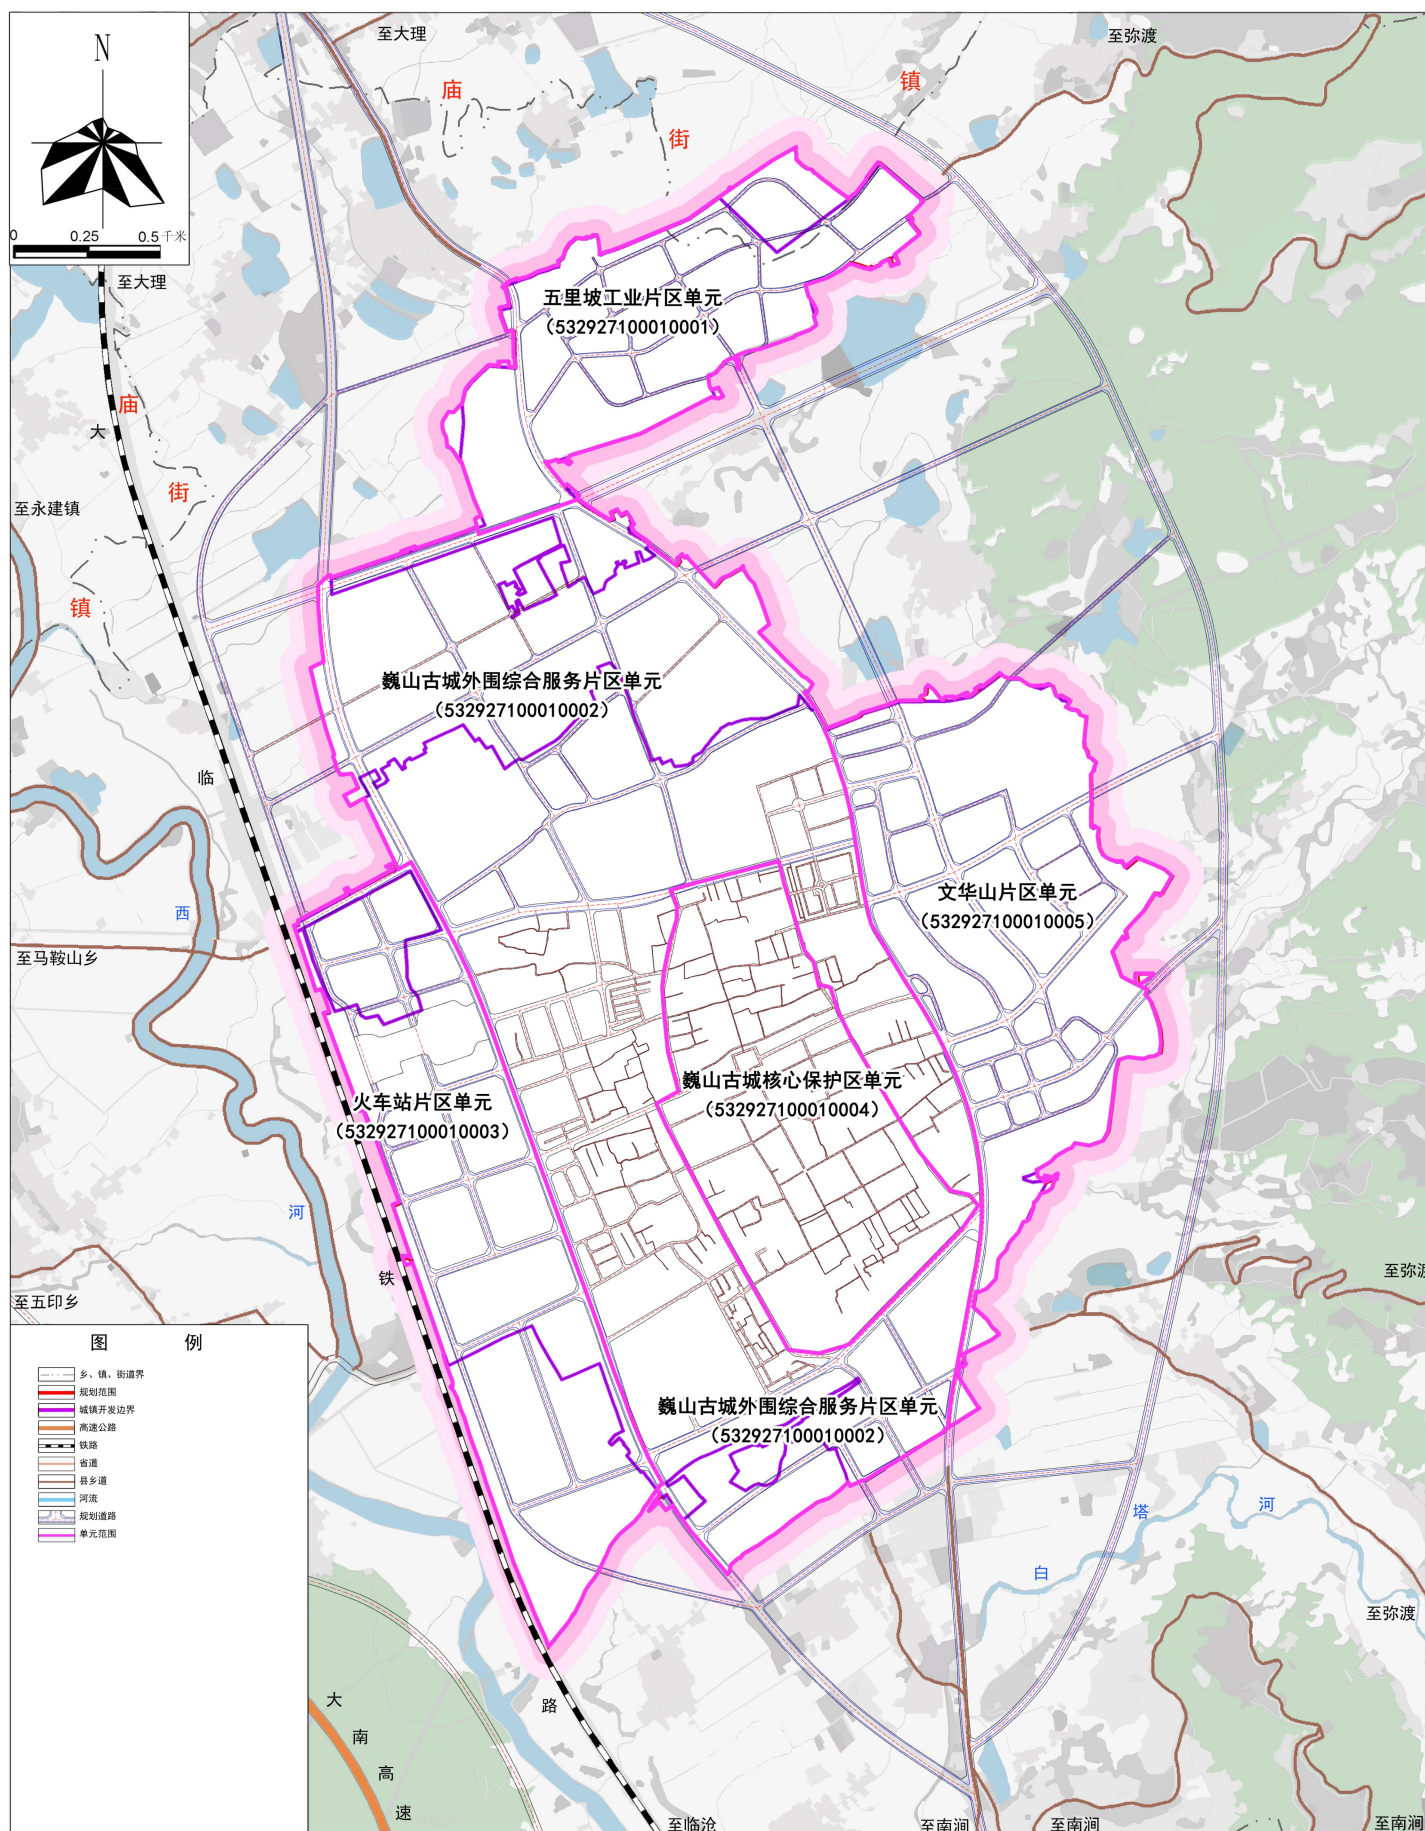 N
0 0.25 0.5千米
至大理
至弥渡
庙
镇
街
至大理
五里坡工业片区单元
（532927100010001）
庙
大
街
至永建镇
镇
巍山古城外围综合服务片区单元
（532927100010002）
临
西
文华山片区单元
（532927100010005）
至马鞍山乡
巍山古城核心保护区单元
（532927100010004）
火车站片区单元
（532927100010003）
河
铁
至弥渡
至五印乡
图 例
乡、镇、街道界
规划范围
城镇开发边界
高速公路
铁路
省道
县乡道
河流
规划道路
单元范围
巍山古城外围综合服务片区单元
（532927100010002）
塔
河
白
至弥渡
大
南
高
速
路
至临沧
至南涧
至南涧
至南涧